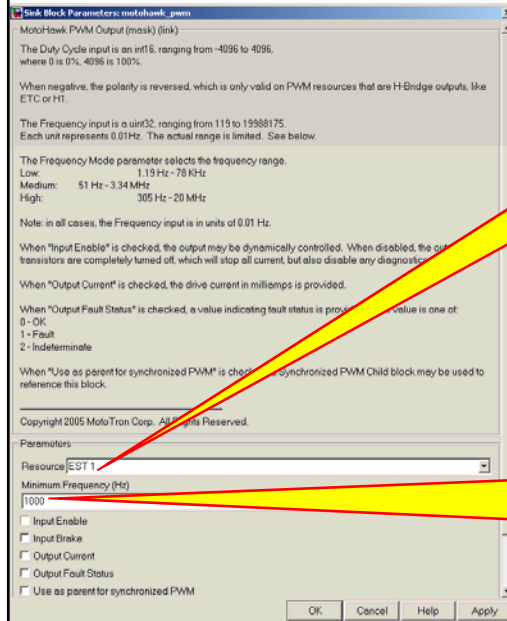 Sink Block Parameters: motohawk_pwm
MotoHawk PWM Output (mask) (link)
The Duty Cycle input is an int16, ranging from -4096 to 4096,
where 0 is 0%, 4096 is 100%.
When negative, the polarity is reversed, which is only valid on PWM resources that are H-Bridge outputs, like
ETC or H1.
The Frequency input is a uint32, ranging from 119 to 19988175.
Each unit represents 0.01Hz. The actual range is limited. See below.
The Frequency Mode parameter selects the frequency range.
Low: 1.19 Hz - 78 KHz
Medium: 51 Hz - 3.34 MHz
High: 305 Hz - 20 MHz
Note: in all cases, the Frequency input is in units of 0.01 Hz.
When "Input Enable" is checked, the output may be dynamically controlled. When disabled, the
transistors are completely turned off, which will stop all current, but also disable any
When "Output Current" is checked, the drive current in milliamps is provided.
When "Output Fault Status" is checked, a value indicating fault status is value is one of:
0 - OK
1 - Fault
2 - Indeterminate
When "Use as parent for synchronized PWM" is Synchronized PWM Child block may be used to
reference this block.
Copyright 2005 MotoTron Corp. All Rights Reserved.
Parameters
Resource EST 1
Minimum Frequency (Hz)
1000
Input Enable
Input Brake
Output Current
Output Fault Status
Use as parent for synchronized PWM
OK Cancel Help Apply